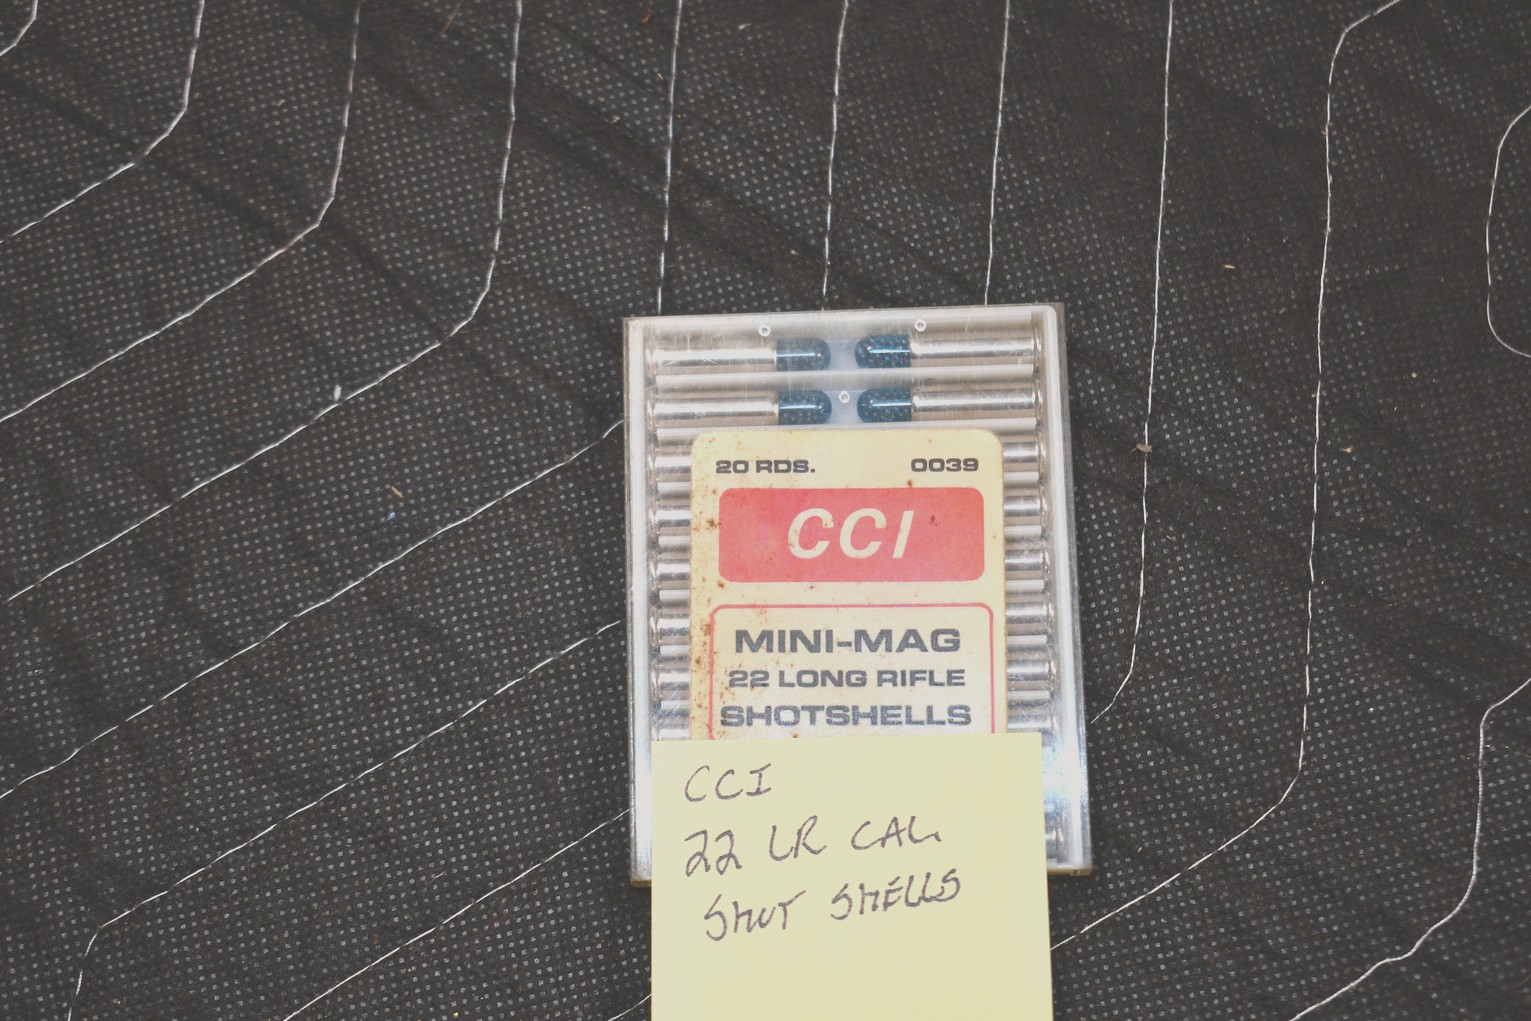 20 RDS. 0039
CCI
MINI-MAG
22 LONG RIFLE
SHOTSHELLS
CCI
22 LR CAL.
SHOT SHELLS